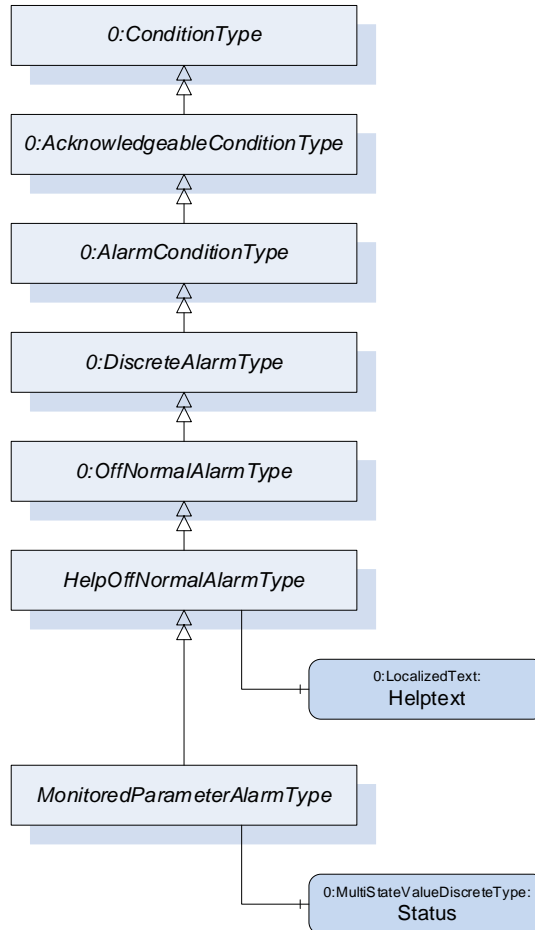 0:ConditionType
0:AcknowledgeableConditionType
0:AlarmConditionType
0:DiscreteAlarmType
0:OffNormalAlarmType
HelpOffNormalAlarmType
0:LocalizedText:
Helptext
MonitoredParameterAlarmType
0:MultiStateValueDiscreteType:
Status